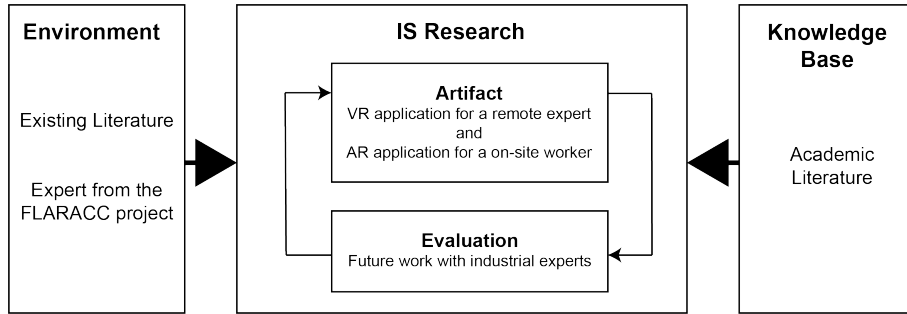 Environment
Existing Literature
Expert from the
FLARACC project
IS Research
Artifact
VR application for a remote expert
and
AR application for a on-site worker
Evaluation
Future work with industrial experts
Knowledge
Base
Academic
Literature